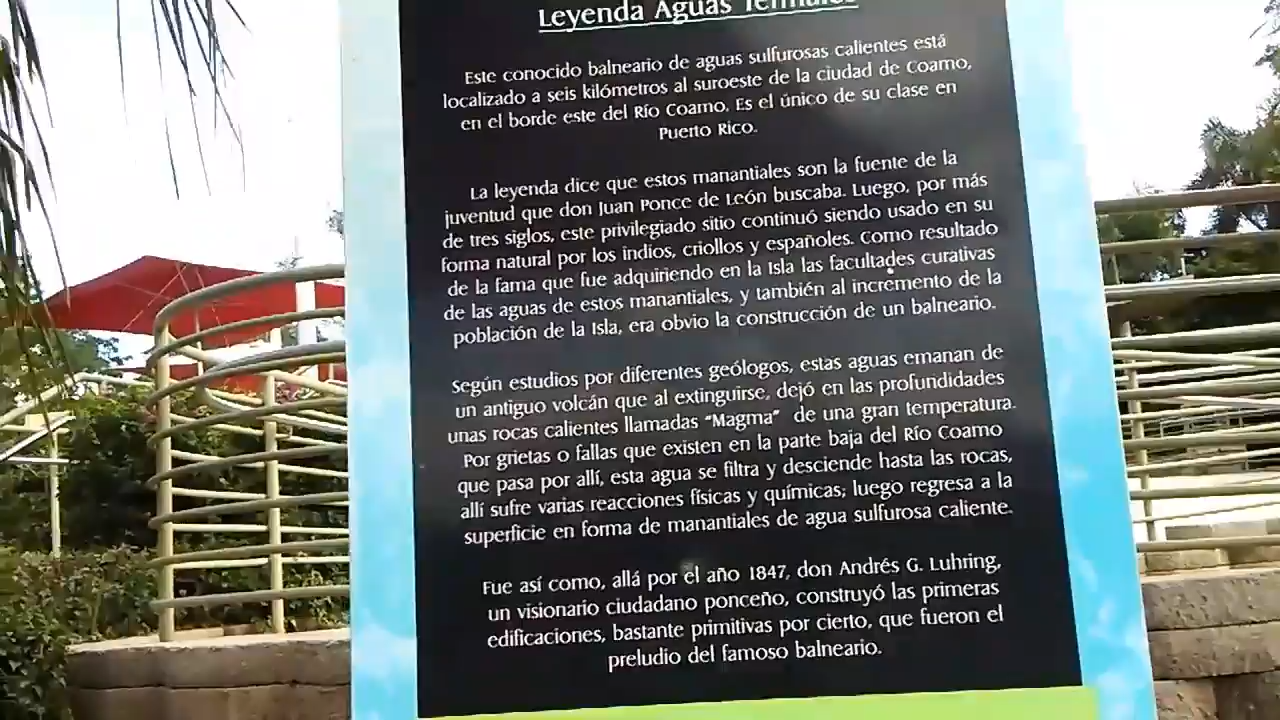 Leyenda Aguas Termales
Este conocido balneario de aguas sulfurosas calientes está
localizado a seis kilómetros al suroeste de la ciudad de Coamo,
en el borde este del Río Coamo. Es el único de su clase en
Puerto Rico.
La leyenda dice que estos manantiales son la fuente de la
juventud que don Juan Ponce de León buscaba. Luego, por más
de tres siglos, este privilegiado sitio continuó siendo usado en su
forma natural por los indios, criollos y españoles. Como resultado
de la fama que fue adquiriendo en la Isla las facultades curativas
de las aguas de estos manantiales, y también al incremento de la
población de la Isla, era obvio la construcción de un balneario.
Según estudios por diferentes geólogos, estas aguas emanan de
un antiguo volcán que al extinguirse, dejó en las profundidades
unas rocas calientes llamadas "Magma" de una gran temperatura.
Por grietas o fallas que existen en la parte baja del Río Coamo
que pasa por allí, esta agua se filtra y desciende hasta las rocas,
allí sufre varias reacciones físicas y químicas; luego regresa a la
superficie en forma de manantiales de agua sulfurosa caliente.
Fue así como, allá por el año 1847, don Andrés G. Luhring,
un visionario ciudadano ponceño, construyó las primeras
edificaciones, bastante primitivas por cierto, que fueron el
preludio del famoso balneario.